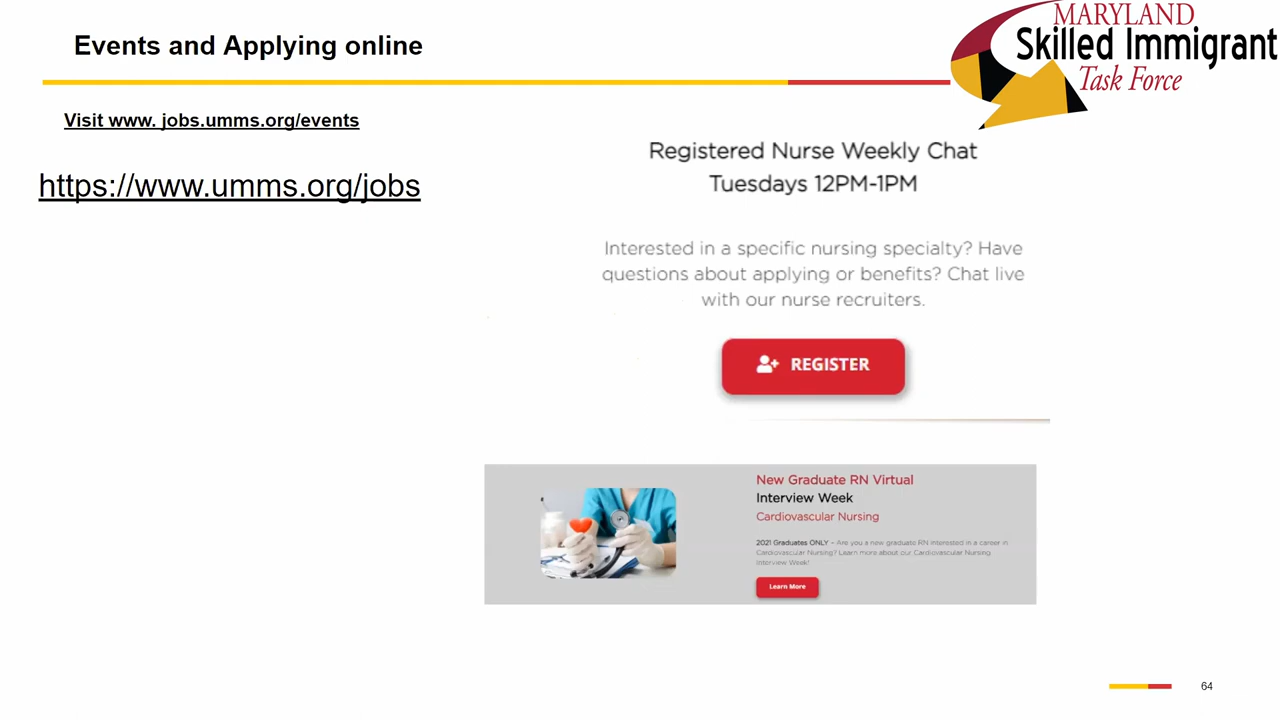 Events and Applying online
MARYLAND
Skilled Immigrant
Task Force
Visit www. jobs.umms.org/events
https://www.umms.org/jobs
Registered Nurse Weekly Chat
Tuesdays 12PM-1PM
Interested in a specific nursing specialty? Have
questions about applying or benefits? Chat live
with our nurse recruiters.
REGISTER
New Graduate RN Virtual
Interview Week
Cardiovascular Nursing
2021 Graduates ONLY – Are you a new graduate RN interested in a career in
Cardiovascular Nursing? Learn more about our Cardiovascular Nursing
Interview Week!
Learn More
64